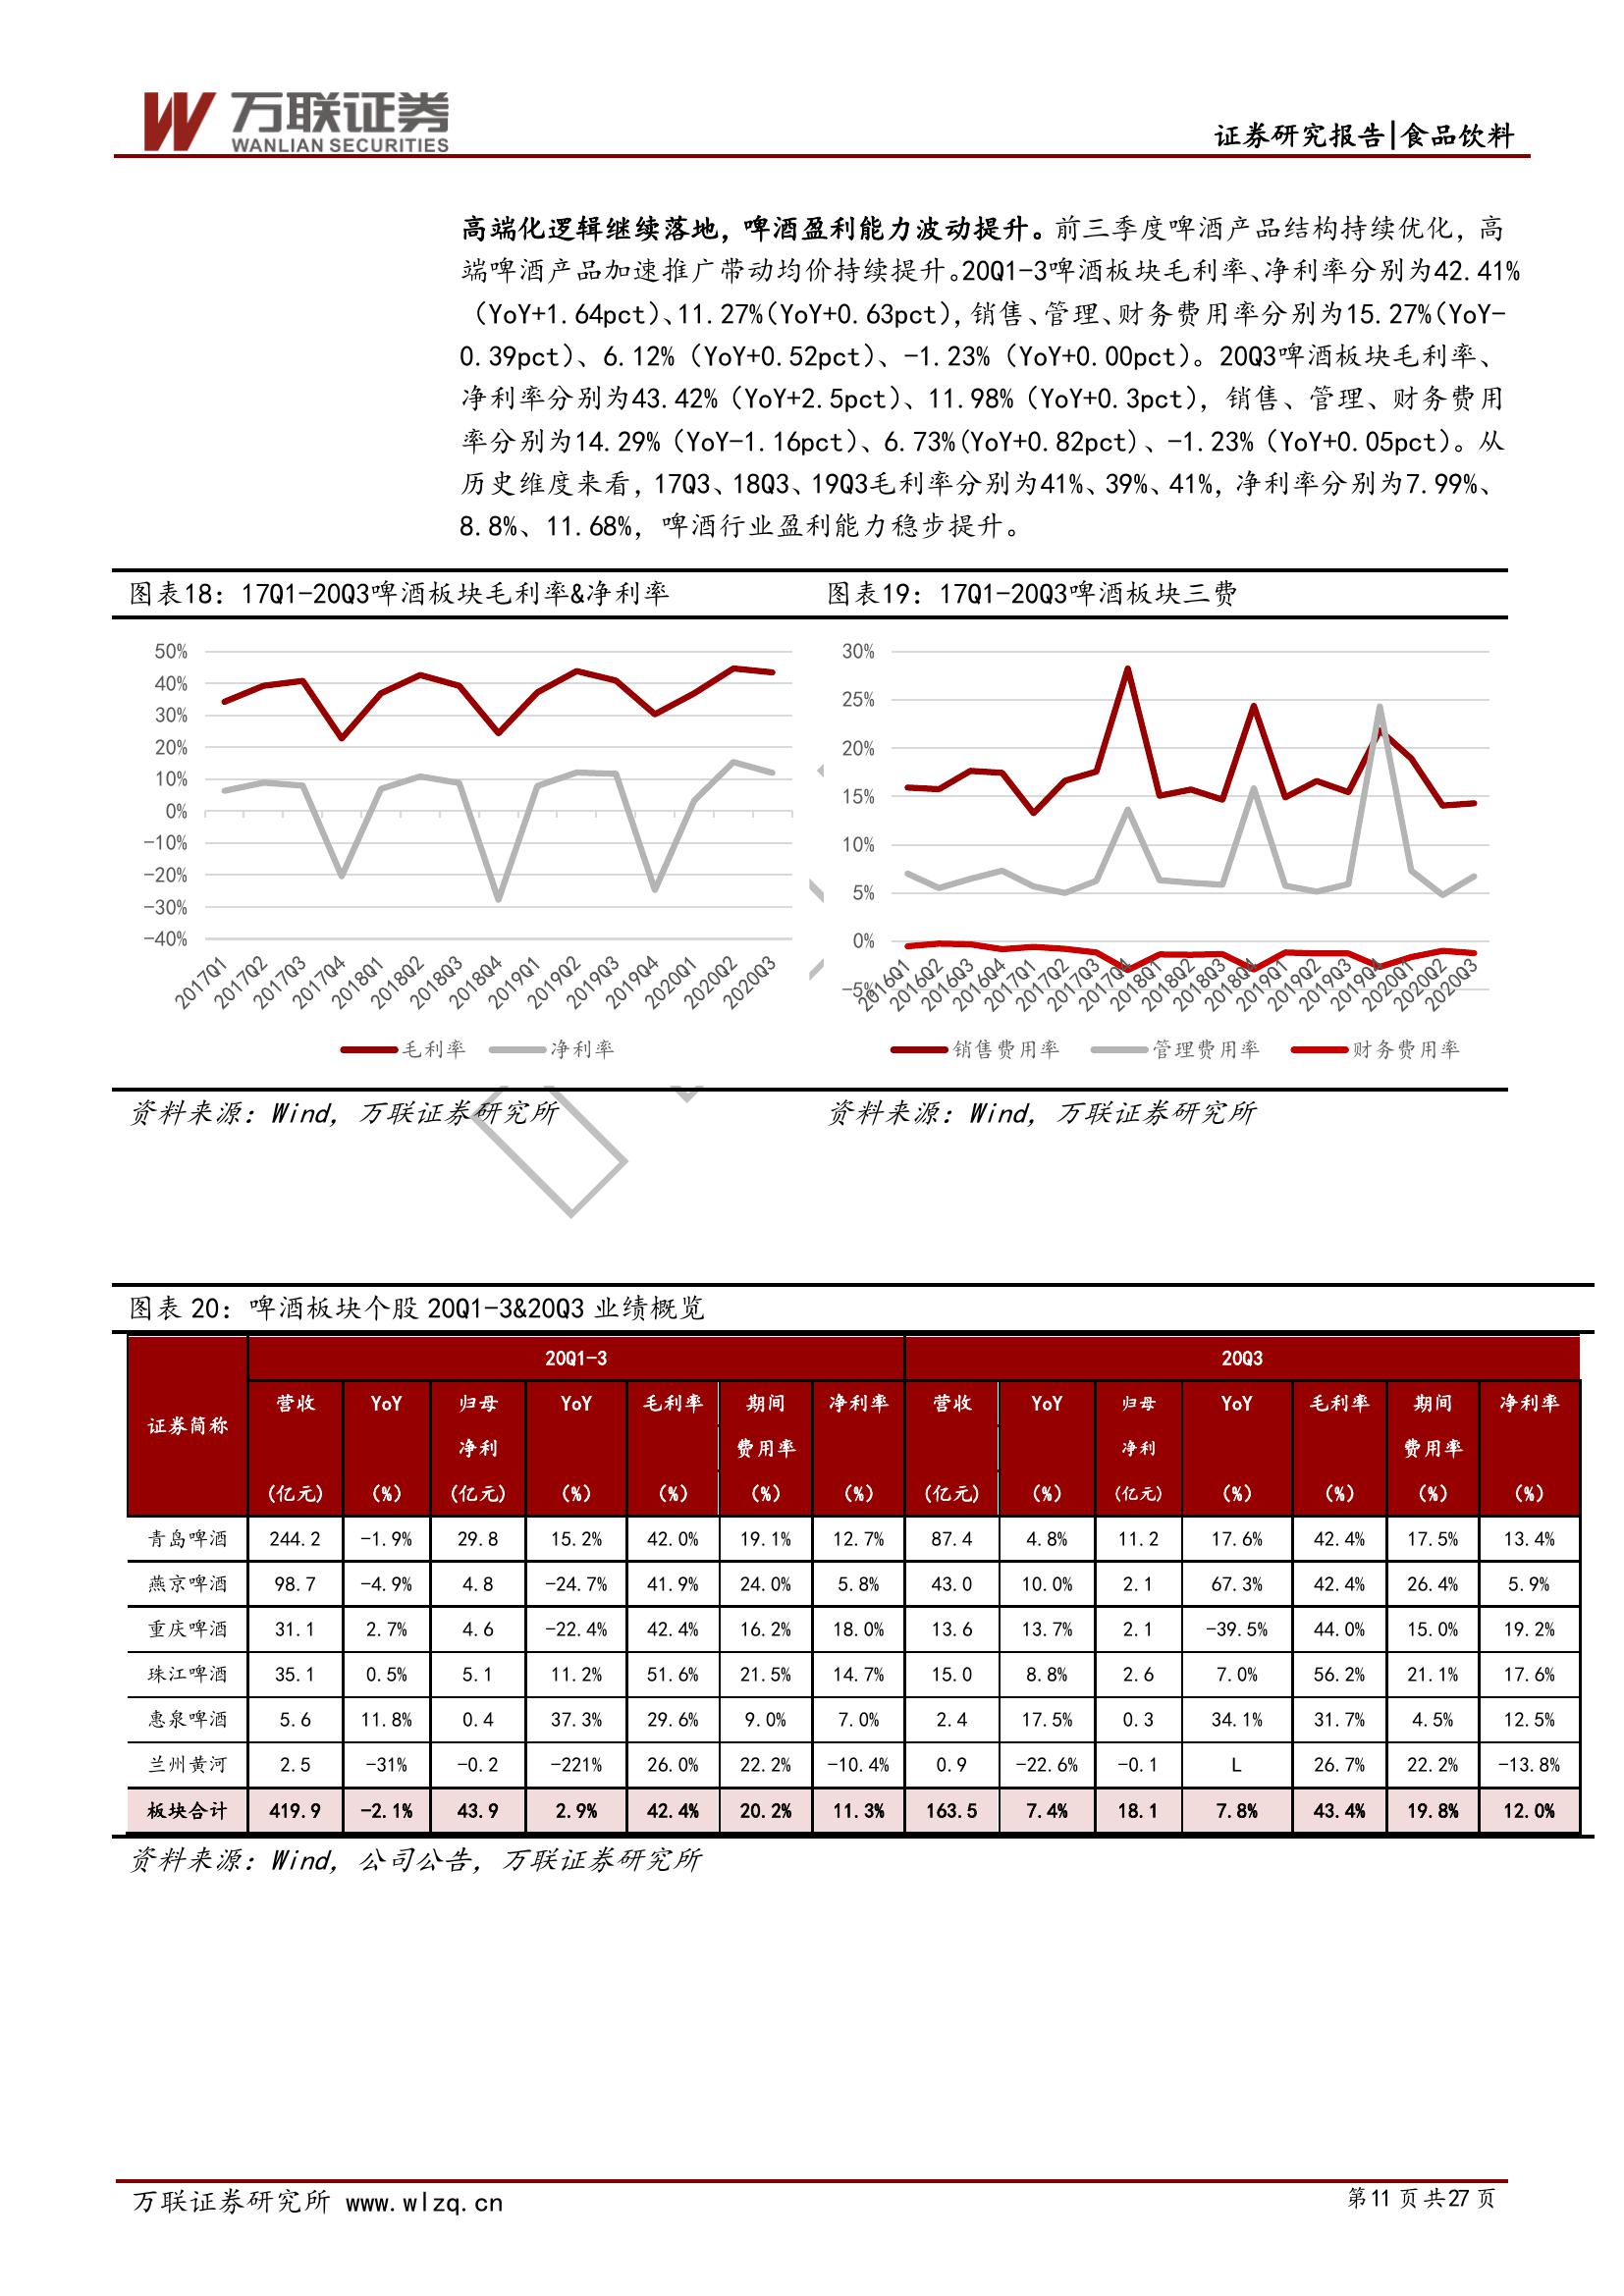 万联证券
WANLIAN SECURITIES
证券研究报告|食品饮料
高端化逻辑继续落地，啤酒盈利能力波动提升。前三季度啤酒产品结构持续优化，高
端啤酒产品加速推广带动均价持续提升。20Q1-3啤酒板块毛利率、净利率分别为42.41%
（YoY+1.64pct）、11.27%（YoY+0.63pct），销售、管理、财务费用率分别为15.27%（YoY-
0.39pct）、6.12%（YoY+0.52pct）、-1.23%（YoY+0.00pct）。20Q3啤酒板块毛利率、
净利率分别为43.42%（YoY+2.5pct）、11.98%（YoY+0.3pct），销售、管理、财务费用
率分别为14.29%（YoY-1.16pct）、6.73%(YoY+0.82pct)、-1.23%（YoY+0.05pct）。从
历史维度来看，17Q3、18Q3、19Q3毛利率分别为41%、39%、41%，净利率分别为7.99%、
8.8%、11.68%，啤酒行业盈利能力稳步提升。
图表18：17Q1-20Q3啤酒板块毛利率&净利率
50%
40%
30%
20%
10%
0%
-10%
-20%
-30%
-40%
2017Q1 2017Q2 2017Q3 2017Q4 2018Q1 2018Q2 2018Q3 2018Q4 2019Q1 2019Q2 2019Q3 2019Q4 2020Q1 2020Q2 2020Q3
毛利率 净利率
资料来源：Wind，万联证券研究所
图表19：17Q1-20Q3啤酒板块三费
30%
25%
20%
15%
10%
5%
0%
-5%
2016Q1 2016Q2 2016Q3 2016Q4 2017Q1 2017Q2 2017Q3 2017Q4 2018Q1 2018Q2 2018Q3 2018Q4 2019Q1 2019Q2 2019Q3 2019Q4 2020Q1 2020Q2 2020Q3
销售费用率 管理费用率 财务费用率
资料来源：Wind，万联证券研究所
图表 20：啤酒板块个股 20Q1-3&20Q3 业绩概览
证券简称 20Q1-3 20Q3
营收 YoY 归母 YoY 毛利率 期间 净利率 营收 YoY 归母 YoY 毛利率 期间 净利率
净利 费用率 净利 费用率
(亿元) (%) (亿元) (%) (%) (%) (%) (亿元) (%) (亿元) (%) (%) (%) (%)
青岛啤酒 244.2 -1.9% 29.8 15.2% 42.0% 19.1% 12.7% 87.4 4.8% 11.2 17.6% 42.4% 17.5% 13.4%
燕京啤酒 98.7 -4.9% 4.8 -24.7% 41.9% 24.0% 5.8% 43.0 10.0% 2.1 67.3% 42.4% 26.4% 5.9%
重庆啤酒 31.1 2.7% 4.6 -22.4% 42.4% 16.2% 18.0% 13.6 13.7% 2.1 -39.5% 44.0% 15.0% 19.2%
珠江啤酒 35.1 0.5% 5.1 11.2% 51.6% 21.5% 14.7% 15.0 8.8% 2.6 7.0% 56.2% 21.1% 17.6%
惠泉啤酒 5.6 11.8% 0.4 37.3% 29.6% 9.0% 7.0% 2.4 17.5% 0.3 34.1% 31.7% 4.5% 12.5%
兰州黄河 2.5 -31% -0.2 -221% 26.0% 22.2% -10.4% 0.9 -22.6% -0.1 L 26.7% 22.2% -13.8%
板块合计 419.9 -2.1% 43.9 2.9% 42.4% 20.2% 11.3% 163.5 7.4% 18.1 7.8% 43.4% 19.8% 12.0%
资料来源：Wind，公司公告，万联证券研究所
万联证券研究所 www.wlzq.cn
第11 页 共27 页